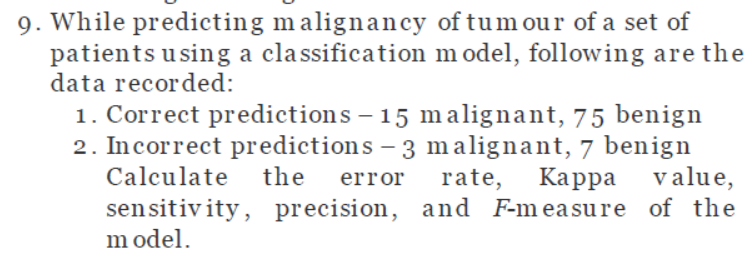 9. While predicting malignancy of tumour of a set of
patients using a classification model, following are the
data recorded:
1. Correct predictions – 15 malignant, 75 benign
2. Incorrect predictions – 3 malignant, 7 benign
Calculate the error rate, Kappa value,
sensitivity, precision, and F-measure of the
model.